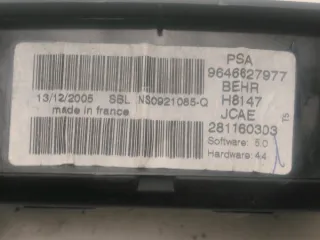 PSA
9646627977
BEHR
H8147
JCAE
281160303
Software: 5.0
Hardware: 4.4
13/12/2005 SBL .NS0921085-Q
made in france